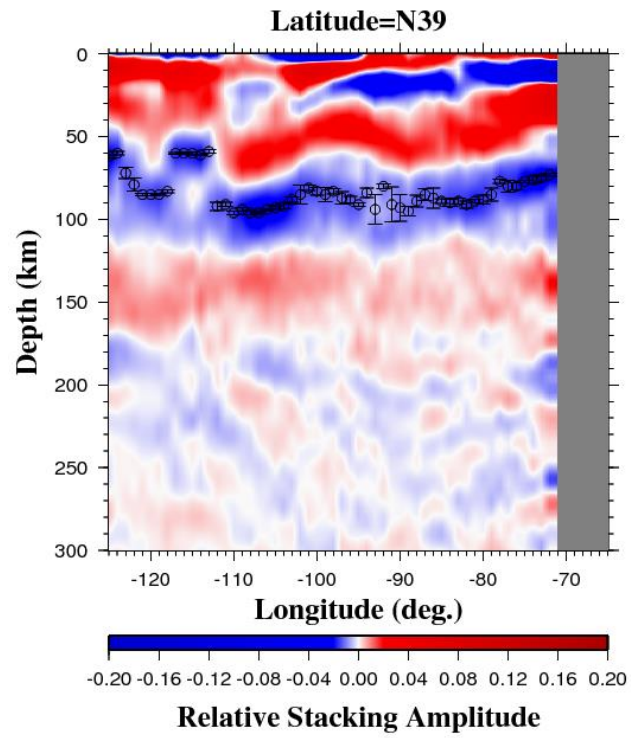 Latitude=N39
0
50
100
150
200
250
300
Depth (km)
-120 -110 -100 -90 -80 -70
Longitude (deg.)
-0.20 -0.16 -0.12 -0.08 -0.04 0.00 0.04 0.08 0.12 0.16 0.20
Relative Stacking Amplitude